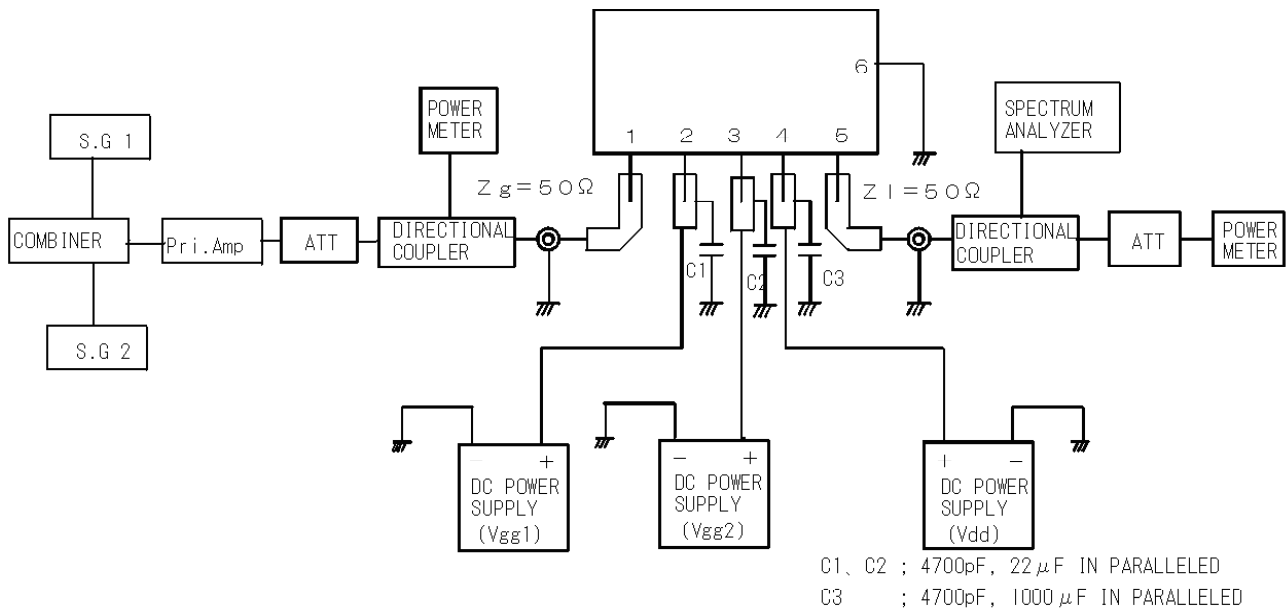 S.G 1
POWER
METER
6
1 2 3 4 5
SPECTRUM
ANALYZER
Zg=50Ω
Zl=50Ω
COMBINER
Pri.Amp
ATT
DIRECTIONAL
COUPLER
DIRECTIONAL
COUPLER
ATT
POWER
METER
C1
C2
C3
S.G 2
− +
DC POWER
SUPPLY
(Vgg1)
− +
DC POWER
SUPPLY
(Vgg2)
+ −
DC POWER
SUPPLY
(Vdd)
C1、C2 ; 4700pF, 22μF IN PARALLELED
C3 ; 4700pF, 1000μF IN PARALLELED